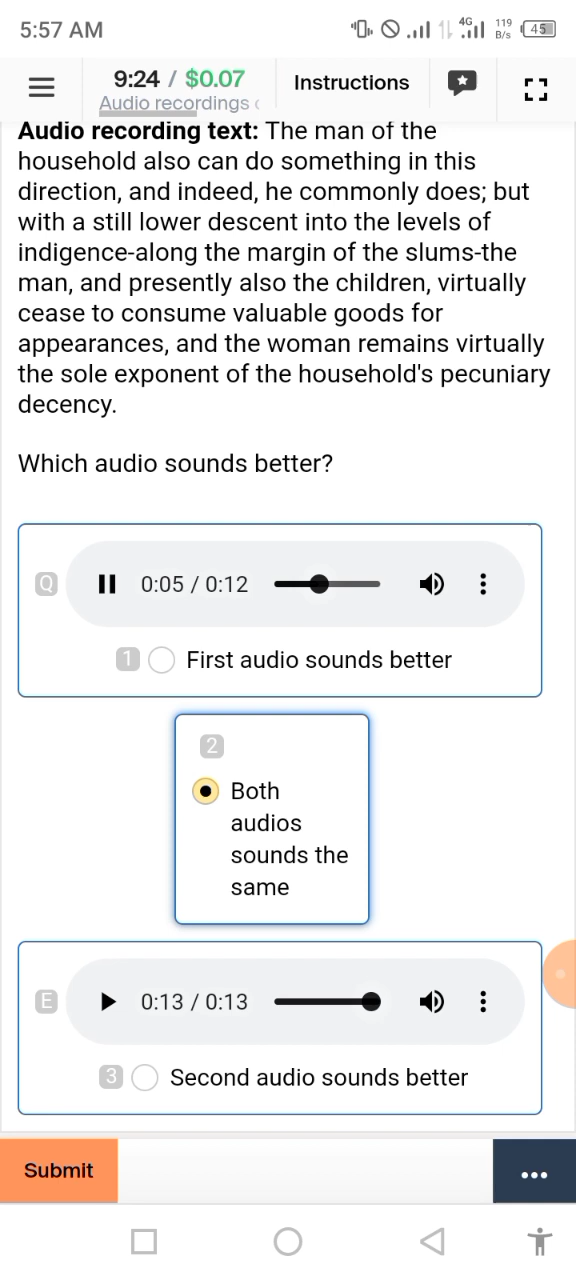 5:57 AM
4G
119
B/s
45
9:24 / $0.07
Audio recordings
Instructions
Audio recording text: The man of the
household also can do something in this
direction, and indeed, he commonly does; but
with a still lower descent into the levels of
indigence-along the margin of the slums-the
man, and presently also the children, virtually
cease to consume valuable goods for
appearances, and the woman remains virtually
the sole exponent of the household's pecuniary
decency.
Which audio sounds better?
Q
0:05 / 0:12
1
First audio sounds better
2
Both
audios
sounds the
same
E
0:13 / 0:13
3
Second audio sounds better
Submit